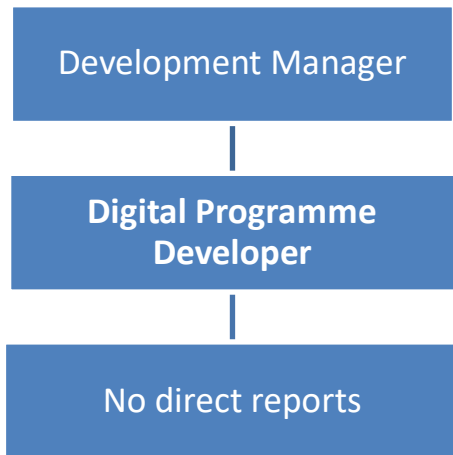 Development Manager
Digital Programme
Developer
No direct reports